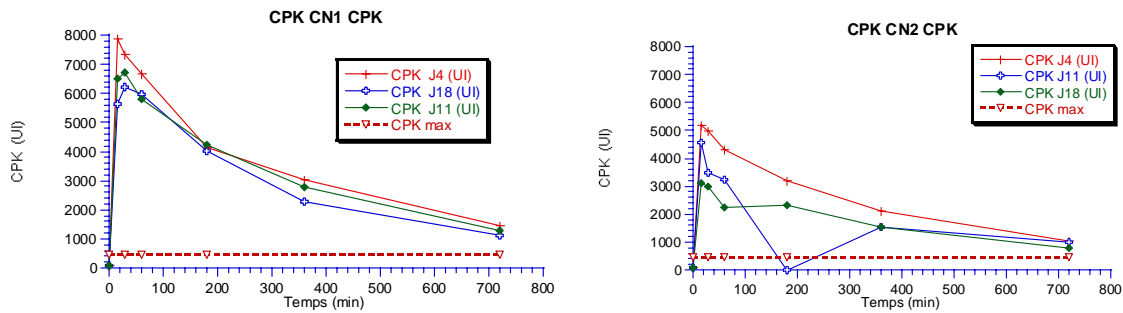 CPK CN1 CPK
8000
7000
6000
5000
4000
3000
2000
1000
0
CPK (UI)
CPK J4 (UI)
CPK J18 (UI)
CPK J11 (UI)
CPK max
0 100 200 300 400 500 600 700 800
Temps (min)
CPK CN2 CPK
8000
7000
6000
5000
4000
3000
2000
1000
0
CPK (UI)
CPK J4 (UI)
CPK J11 (UI)
CPK J18 (UI)
CPK max
0 100 200 300 400 500 600 700 800
Temps (min)